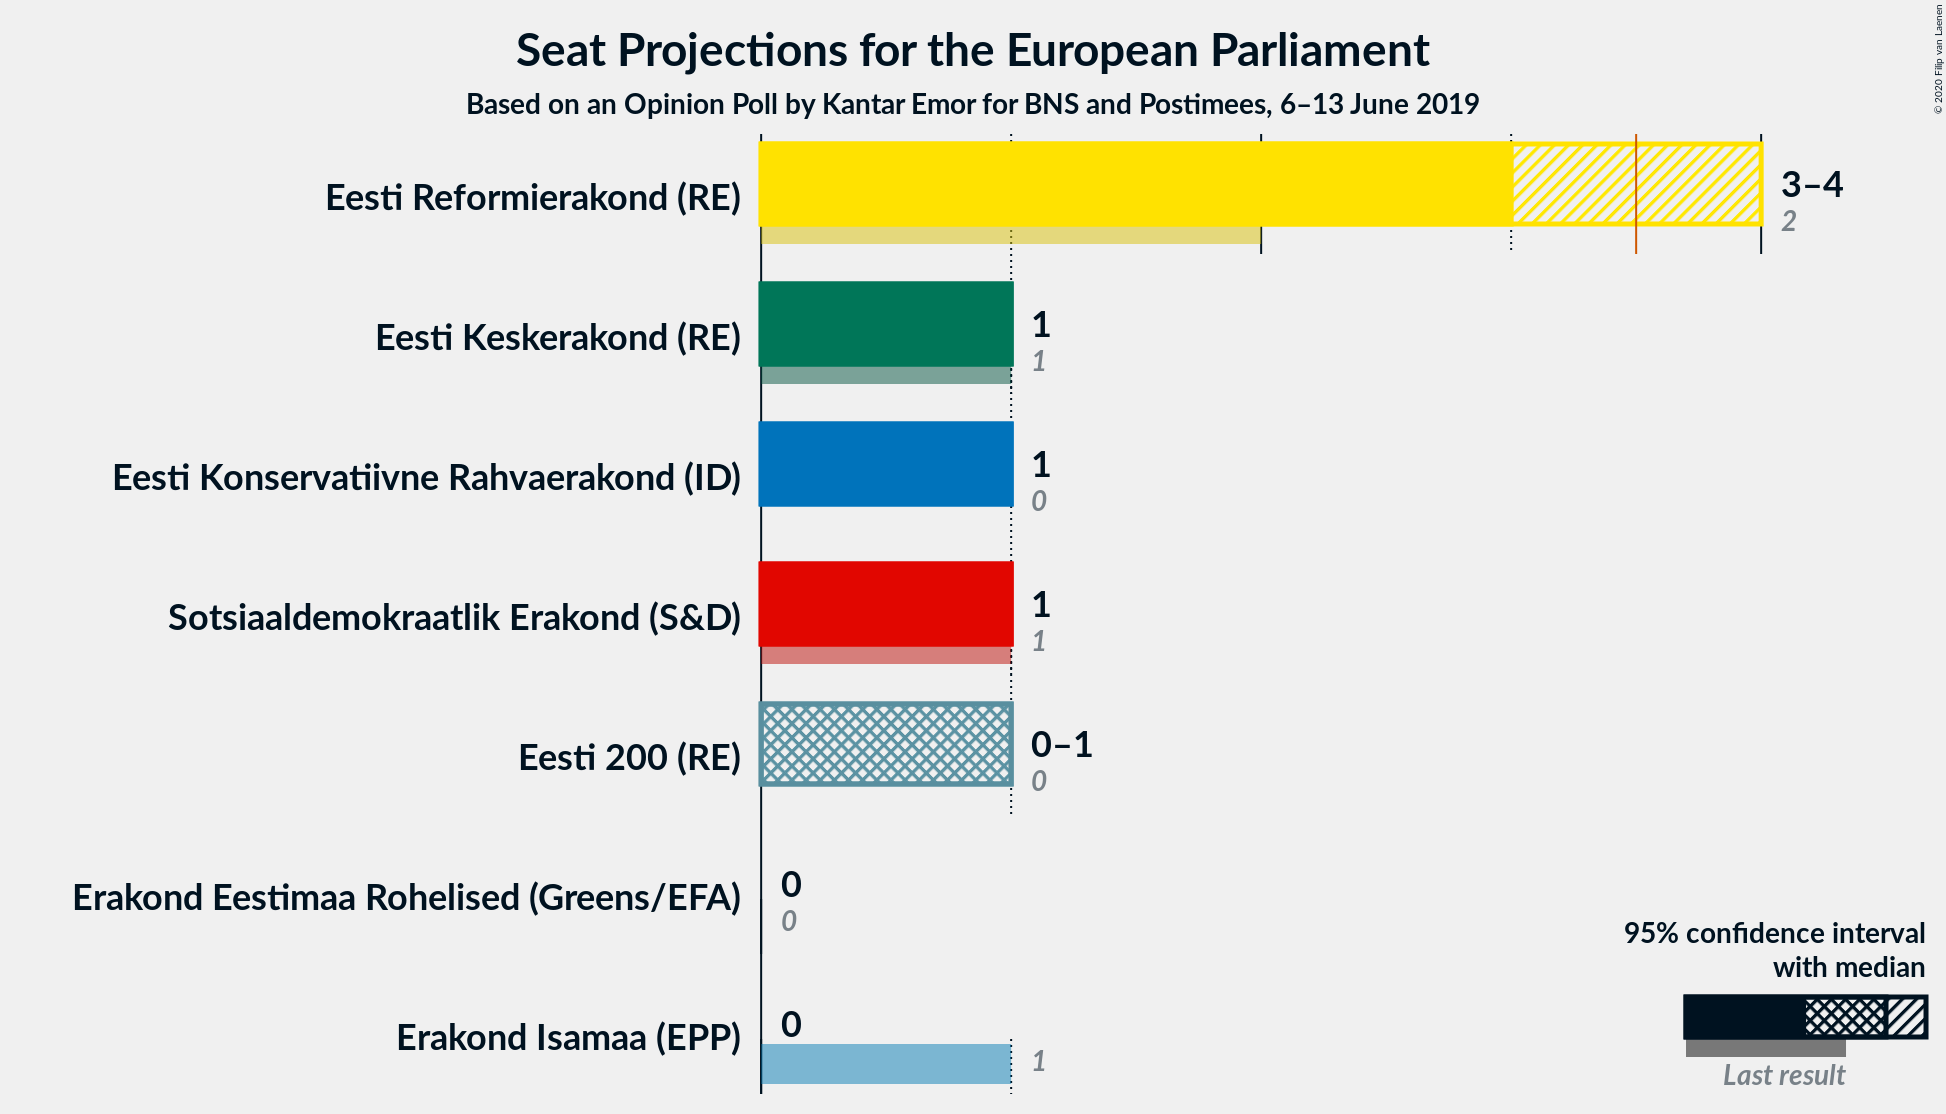 Seat Projections for the European Parliament
Based on an Opinion Poll by Kantar Emor for BNS and Postimees, 6–13 June 2019
© 2020 Filip van Laenen
Eesti Reformierakond (RE)
3–4
2
Eesti Keskerakond (RE)
1
1
Eesti Konservatiivne Rahvaerakond (ID)
1
0
Sotsiaaldemokraatlik Erakond (S&D)
1
1
Eesti 200 (RE)
0–1
0
Erakond Eestimaa Rohelised (Greens/EFA)
0
0
Erakond Isamaa (EPP)
0
1
95% confidence interval
with median
Last result